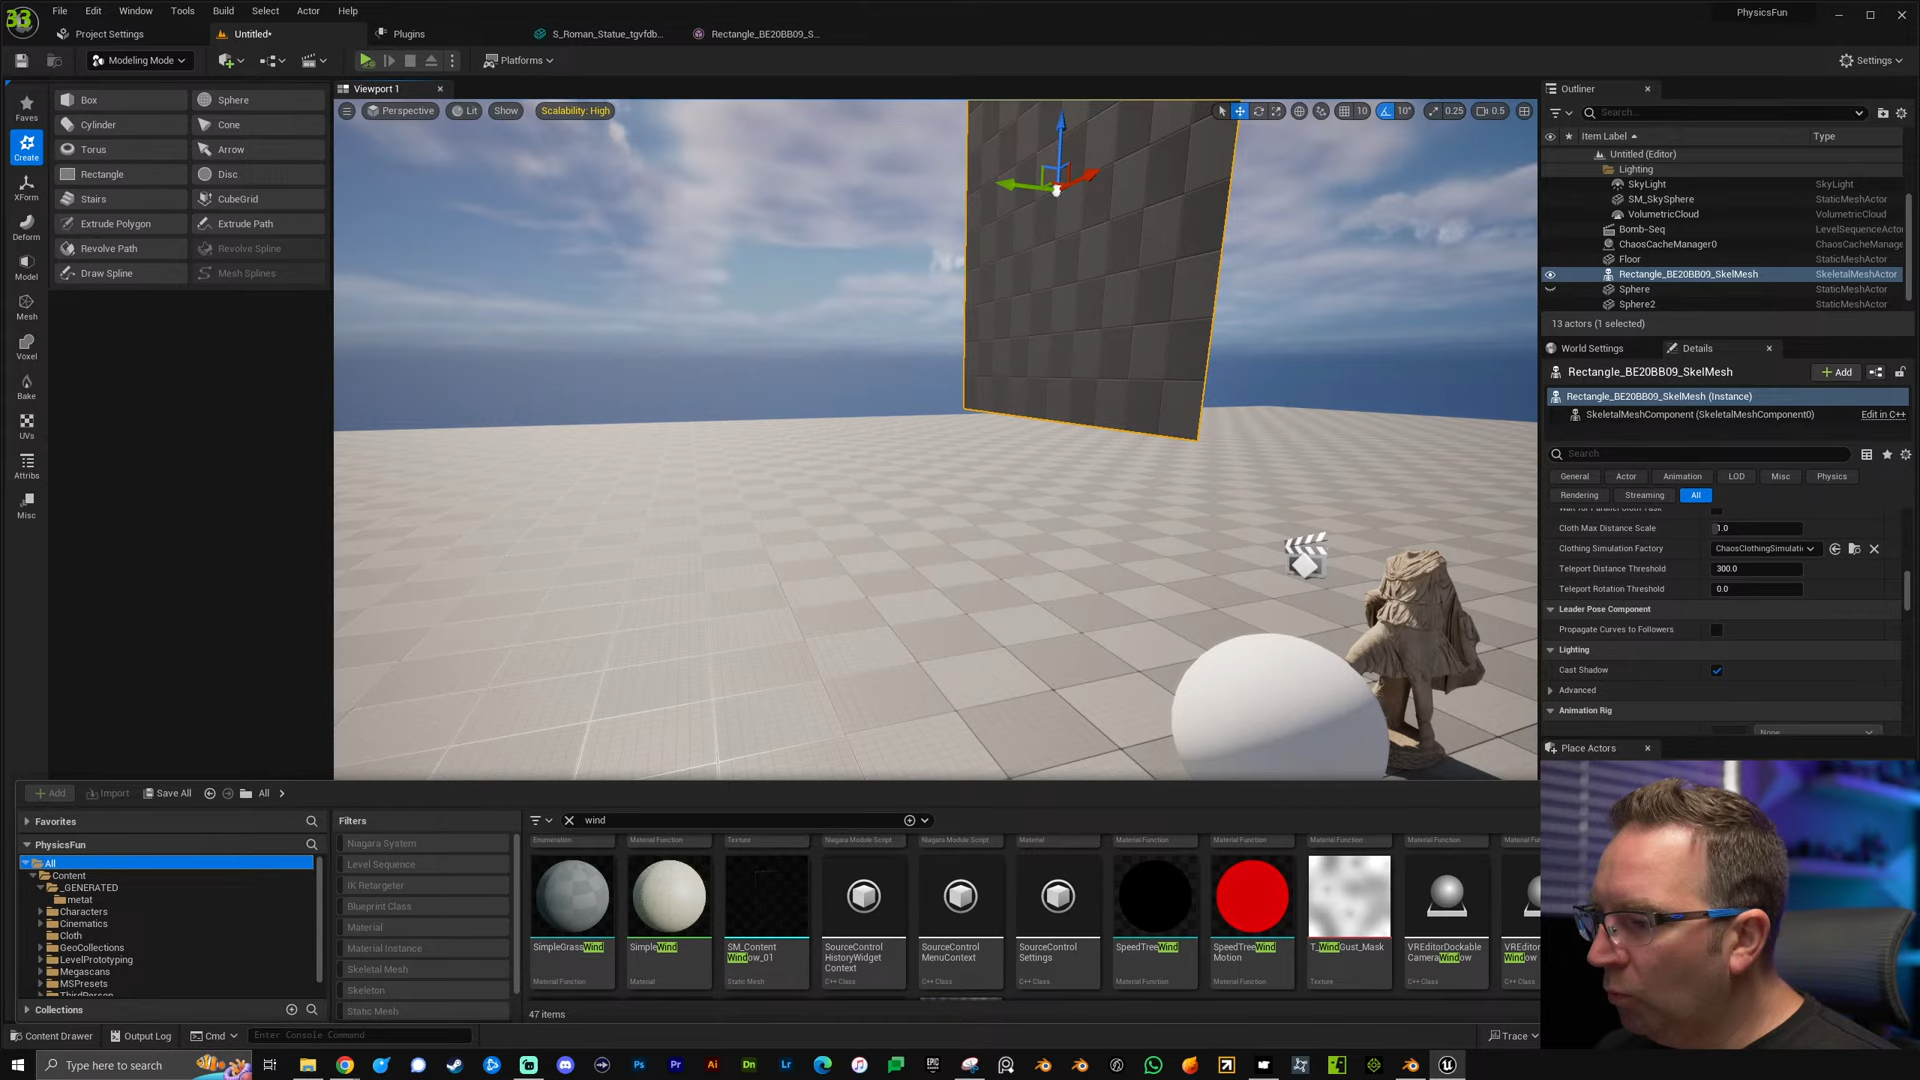 File Edit Window Tools Build Select Actor Help
PhysicsFun
Project Settings
Untitled•
Plugins
S_Roman_Statue_tgvfdb...
Rectangle_BE20BB09_S...
Modeling Mode
Platforms
Settings
Faves
Create
XForm
Deform
Model
Mesh
Voxel
Bake
UVs
Attribs
Misc
Box
Sphere
Cylinder
Cone
Torus
Arrow
Rectangle
Disc
Stairs
CubeGrid
Extrude Polygon
Extrude Path
Revolve Path
Revolve Spline
Draw Spline
Mesh Splines
Viewport 1
Perspective
Lit
Show
Scalability: High
10
10°
0.25
0.5
Outliner
Search...
Item Label
Type
Untitled (Editor)
Lighting
SkyLight SkyLight
SM_SkySphere StaticMeshActor
VolumetricCloud VolumetricCloud
Bomb-Seq LevelSequenceActo
ChaosCacheManager0 ChaosCacheManage
Floor StaticMeshActor
Rectangle_BE20BB09_SkelMesh SkeletalMeshActor
Sphere StaticMeshActor
Sphere2 StaticMeshActor
13 actors (1 selected)
World Settings
Details
Rectangle_BE20BB09_SkelMesh
Add
Rectangle_BE20BB09_SkelMesh (Instance)
SkeletalMeshComponent (SkeletalMeshComponent0) Edit in C++
Search
General Actor Animation LOD Misc Physics
Rendering Streaming All
Wait for Parallel Cloth Task
Cloth Max Distance Scale 1.0
Clothing Simulation Factory ChaosClothingSimulati
Teleport Distance Threshold 300.0
Teleport Rotation Threshold 0.0
Leader Pose Component
Propagate Curves to Followers
Lighting
Cast Shadow
Advanced
Animation Rig
None
Place Actors
Add
Import
Save All
All
Favorites
PhysicsFun
All
Content
_GENERATED
metat
Characters
Cinematics
Cloth
GeoCollections
LevelPrototyping
Megascans
MSPresets
ThirdPerson
Collections
Filters
Niagara System
Level Sequence
IK Retargeter
Blueprint Class
Material
Material Instance
Skeletal Mesh
Skeleton
Static Mesh
wind
Enumeration
Material Function
Texture
Niagara Module Script
Niagara Module Script
Material
Material Function
Material Function
Material Function
SimpleGrassWind
Material Function
SimpleWind
Material
SM_Content
Window_01
Static Mesh
SourceControl
HistoryWidget
Context
C++ Class
SourceControl
MenuContext
C++ Class
SourceControl
Settings
C++ Class
SpeedTreeWind
Material Function
SpeedTreeWind
Motion
Material Function
T_WindGust_Mask
Texture
VREditorDockable
CameraWindow
C++ Class
VREditorDockable
Window
C++ Class
47 items
Content Drawer
Output Log
Cmd
Enter Console Command
Trace
Type here to search
Ps
Pr
Ai
Dn
Lr
EPIC